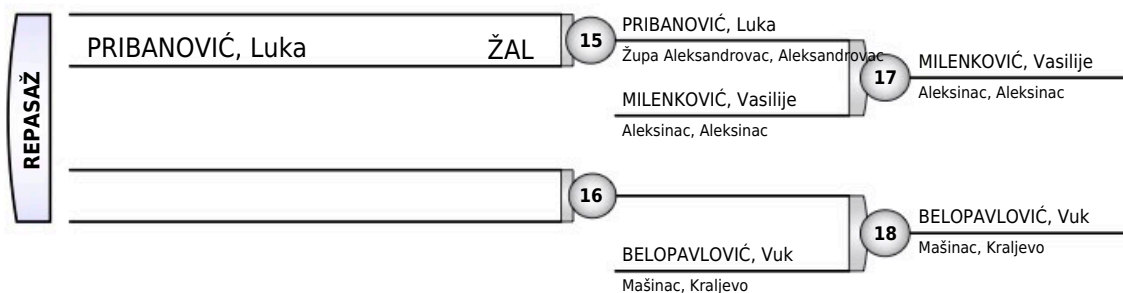 REPASAŽ
PRIBANOVIĆ, Luka ŽAL
15
PRIBANOVIĆ, Luka
Župa Aleksandrovac, Aleksandrovac
MILENKOVIĆ, Vasilije
Aleksinac, Aleksinac
17
MILENKOVIĆ, Vasilije
Aleksinac, Aleksinac
16
BELOPAVLOVIĆ, Vuk
Mašinac, Kraljevo
18
BELOPAVLOVIĆ, Vuk
Mašinac, Kraljevo